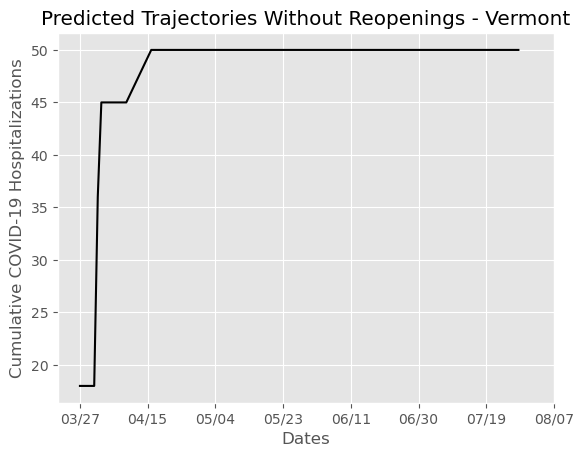 Predicted Trajectories Without Reopenings - Vermont
Cumulative COVID-19 Hospitalizations
50
45
40
35
30
25
20
03/27 04/15 05/04 05/23 06/11 06/30 07/19 08/07
Dates